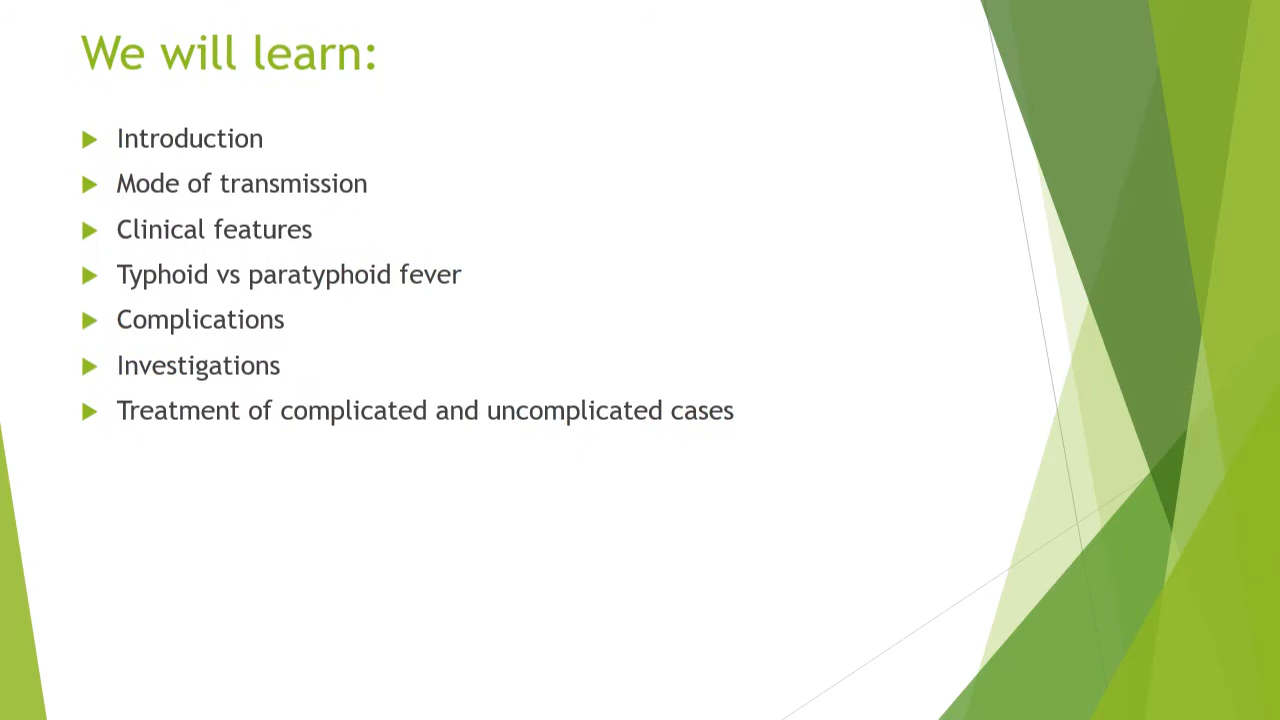 We will learn:
Introduction
Mode of transmission
Clinical features
Typhoid vs paratyphoid fever
Complications
Investigations
Treatment of complicated and uncomplicated cases